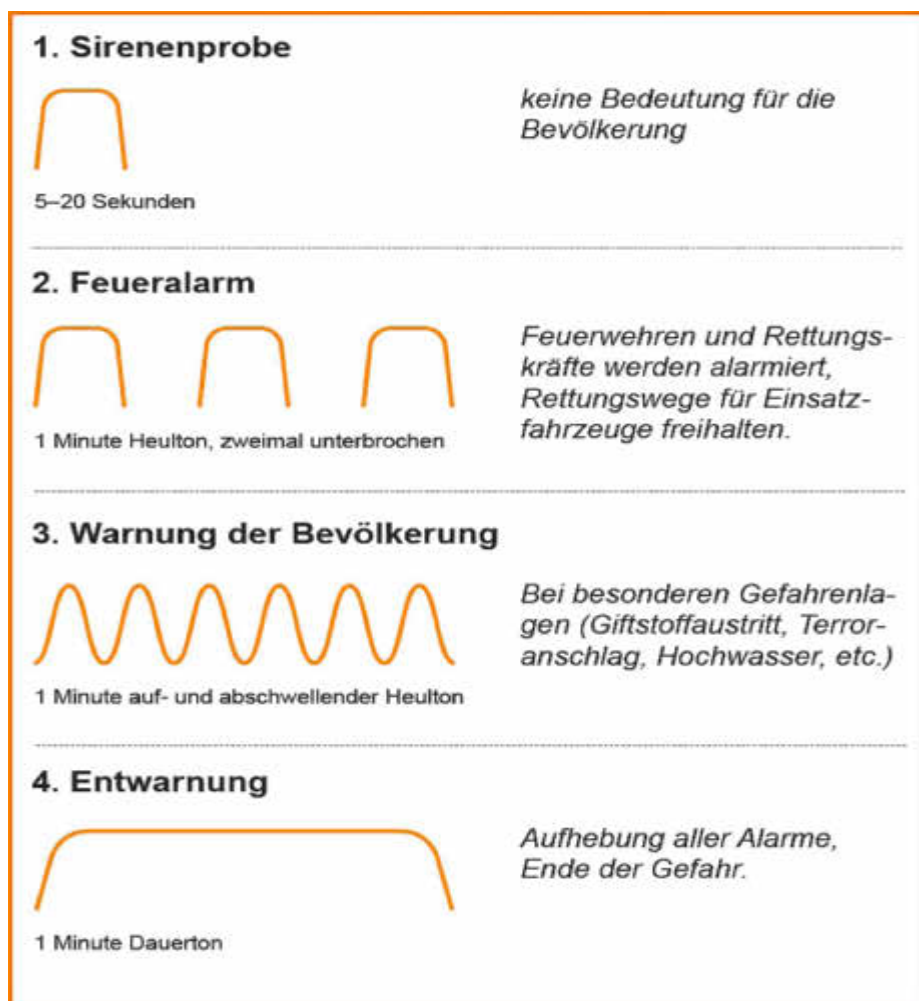 1. Sirenenprobe
keine Bedeutung für die
Bevölkerung
5–20 Sekunden
2. Feueralarm
Feuerwehren und Rettungs-
kräfte werden alarmiert,
Rettungswege für Einsatz-
fahrzeuge freihalten.
1 Minute Heulton, zweimal unterbrochen
3. Warnung der Bevölkerung
Bei besonderen Gefahrenla-
gen (Giftstoffaustritt, Terror-
anschlag, Hochwasser, etc.)
1 Minute auf- und abschwellender Heulton
4. Entwarnung
Aufhebung aller Alarme,
Ende der Gefahr.
1 Minute Dauerton